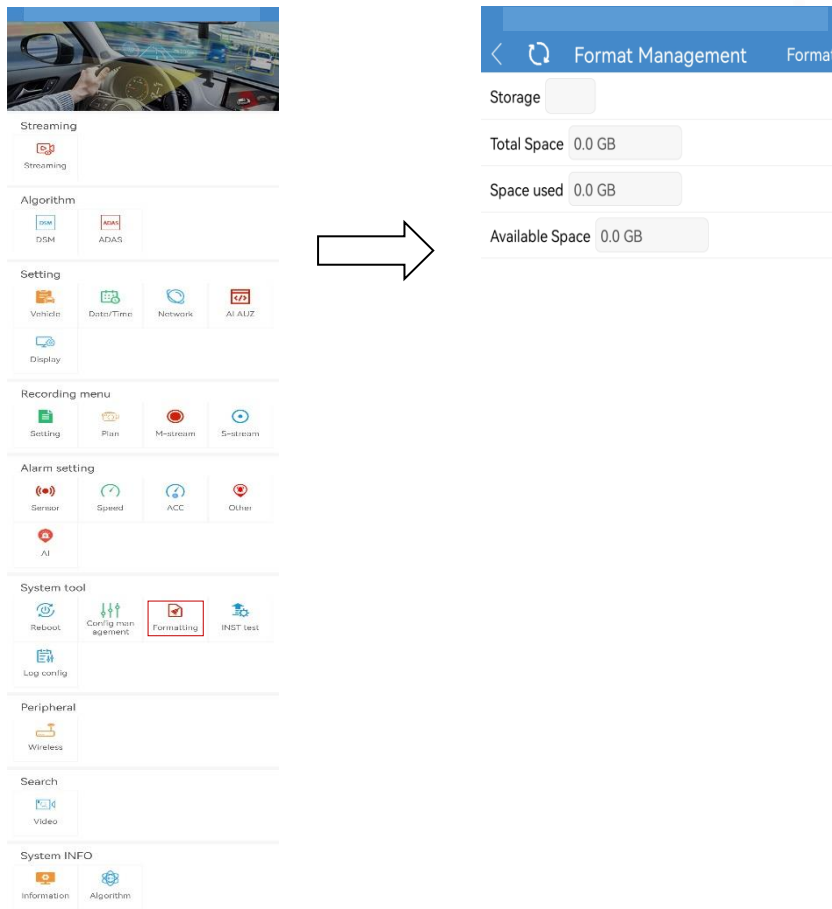 Streaming
Streaming
Algorithm
DSM ADAS
DSM ADAS
Setting
Vehicle Date/Time Network AI AUZ
Display
Recording menu
Setting Plan M-stream S-stream
Alarm setting
Sensor Speed ACC Other
AI
System tool
Reboot Config man Formatting INST test
agement
Log config
Peripheral
Wireless
Search
Video
System INFO
Information Algorithm
Format Management Format
Storage
Total Space 0.0 GB
Space used 0.0 GB
Available Space 0.0 GB